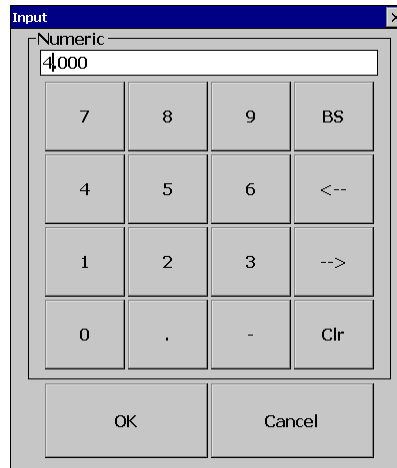 Input
Numeric
4.000
7 8 9 BS
4 5 6 <--
1 2 3 -->
0 . - Clr
OK Cancel